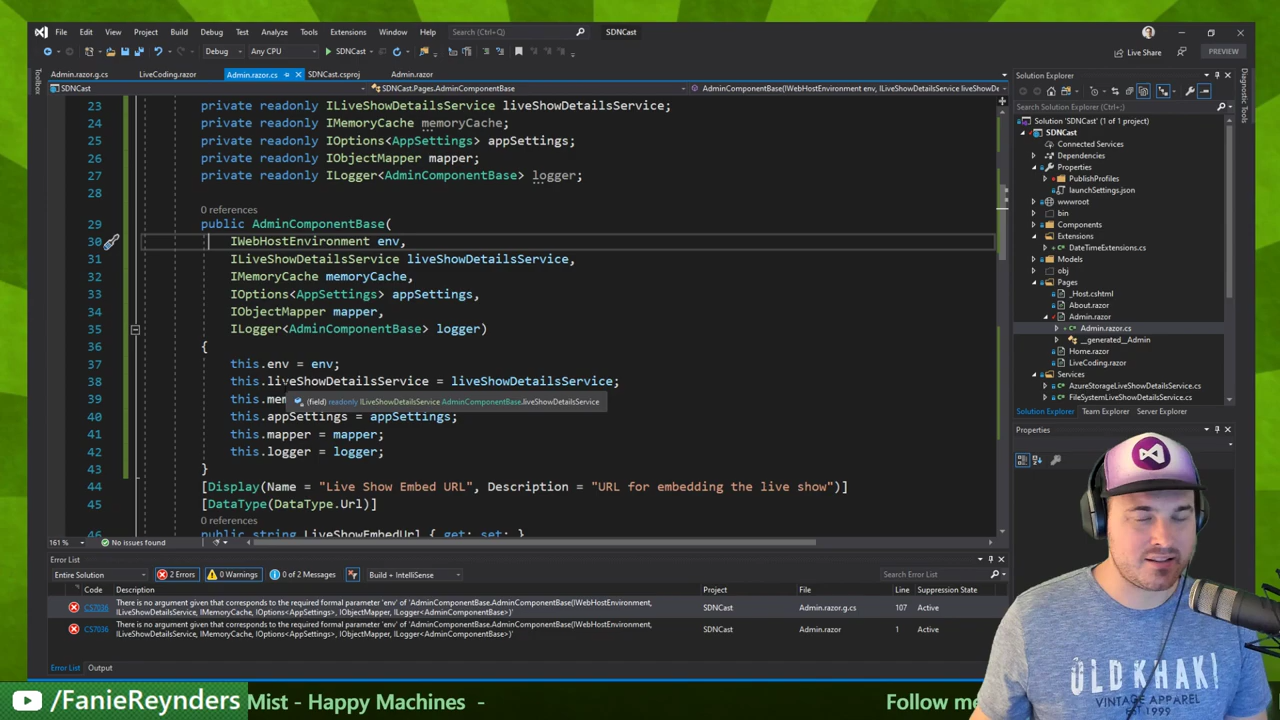 File Edit View Project Build Debug Test Analyze Tools Extensions Window Help Search (Ctrl+Q) SDNCast
Debug Any CPU SDNCast Live Share PREVIEW
Admin.razor.g.cs LiveCoding.razor Admin.razor.cs SDNCast.csproj Admin.razor
SDNCast SDNCast.Pages.AdminComponentBase AdminComponentBase(IWebHostEnvironment env, ILiveShowDetailsService liveShowDe
Toolbox
Diagnostic Tools
23 private readonly ILiveShowDetailsService liveShowDetailsService;
24 private readonly IMemoryCache memoryCache;
25 private readonly IOptions<AppSettings> appSettings;
26 private readonly IObjectMapper mapper;
27 private readonly ILogger<AdminComponentBase> logger;
28
0 references
29 public AdminComponentBase(
30 IWebHostEnvironment env,
31 ILiveShowDetailsService liveShowDetailsService,
32 IMemoryCache memoryCache,
33 IOptions<AppSettings> appSettings,
34 IObjectMapper mapper,
35 ILogger<AdminComponentBase> logger)
36 {
37 this.env = env;
38 this.liveShowDetailsService = liveShowDetailsService;
39 this.mem
(field) readonly ILiveShowDetailsService AdminComponentBase.liveShowDetailsService
40 this.appSettings = appSettings;
41 this.mapper = mapper;
42 this.logger = logger;
43 }
44 [Display(Name = "Live Show Embed URL", Description = "URL for embedding the live show")]
45 [DataType(DataType.Url)]
0 references
46 public string LiveShowEmbedUrl { get; set; }
161 % No issues found
Solution Explorer
Search Solution Explorer (Ctrl+;)
Solution 'SDNCast' (1 of 1 project)
SDNCast
Connected Services
Dependencies
Properties
PublishProfiles
launchSettings.json
wwwroot
bin
Components
Extensions
DateTimeExtensions.cs
Models
obj
Pages
_Host.cshtml
About.razor
Admin.razor
Admin.razor.cs
__generated__Admin
Home.razor
LiveCoding.razor
Services
AzureStorageLiveShowDetailsService.cs
FileSystemLiveShowDetailsService.cs
Solution Explorer Team Explorer Server Explorer
Properties
Error List
Entire Solution 2 Errors 0 Warnings 0 of 2 Messages Build + IntelliSense Search Error List
Code Description Project File Line Suppression State
CS7036 There is no argument given that corresponds to the required formal parameter 'env' of 'AdminComponentBase.AdminComponentBase(IWebHostEnvironment, SDNCast Admin.razor.g.cs 107 Active
ILiveShowDetailsService, IMemoryCache, IOptions<AppSettings>, IObjectMapper, ILogger<AdminComponentBase>)'
CS7036 There is no argument given that corresponds to the required formal parameter 'env' of 'AdminComponentBase.AdminComponentBase(IWebHostEnvironment, SDNCast Admin.razor 1 Active
ILiveShowDetailsService, IMemoryCache, IOptions<AppSettings>, IObjectMapper, ILogger<AdminComponentBase>)'
Error List Output
OLD KHAKI
VINTAGE APPAREL
EST 1999
/FanieReynders Mist - Happy Machines - Follow me